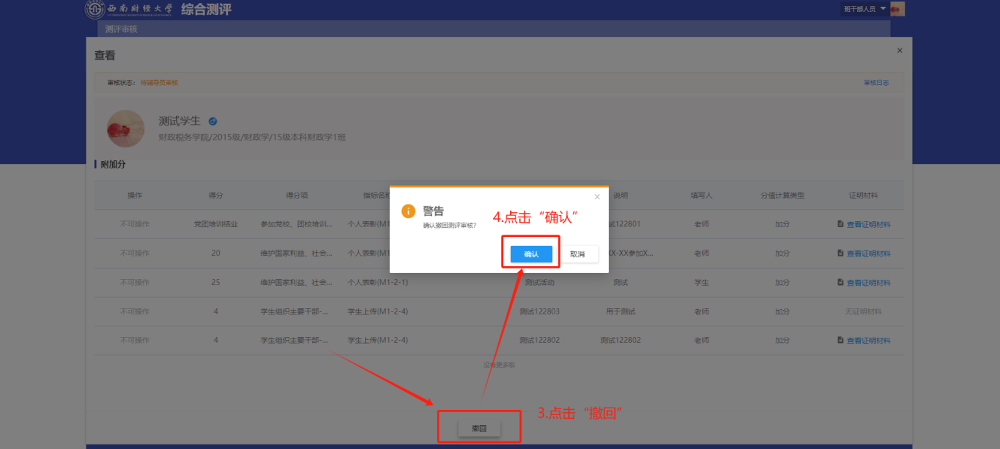 西南财经大学 综合测评
班干部人员
测评审核
查看
审核状态： 待辅导员审核
审核日志
测试学生
财政税务学院/2015级/财政学/15级本科财政学1班
附加分
操作 得分 得分项 指标名称 说明 填写人 分值计算类型 证明材料
不可操作 党团培训结业 参加党校、团校培训... 个人表彰(M1 试122801 老师 加分 查看证明材料
不可操作 20 维护国家利益、社会... 个人表彰(M1 XX-XX参加X... 老师 加分 查看证明材料
不可操作 25 维护国家利益、社会... 个人表彰(M1-2-1) 测试活动 测试 学生 加分 查看证明材料
不可操作 4 学生组织主要干部-... 学生上传(M1-2-4) 测试122803 用于测试 老师 加分 无证明材料
不可操作 4 学生组织主要干部-... 学生上传(M1-2-4) 测试122802 测试122802 老师 加分 查看证明材料
没有更多啦
警告
确认撤回测评审核?
确认 取消
4.点击“确认”
3.点击“撤回”
撤回